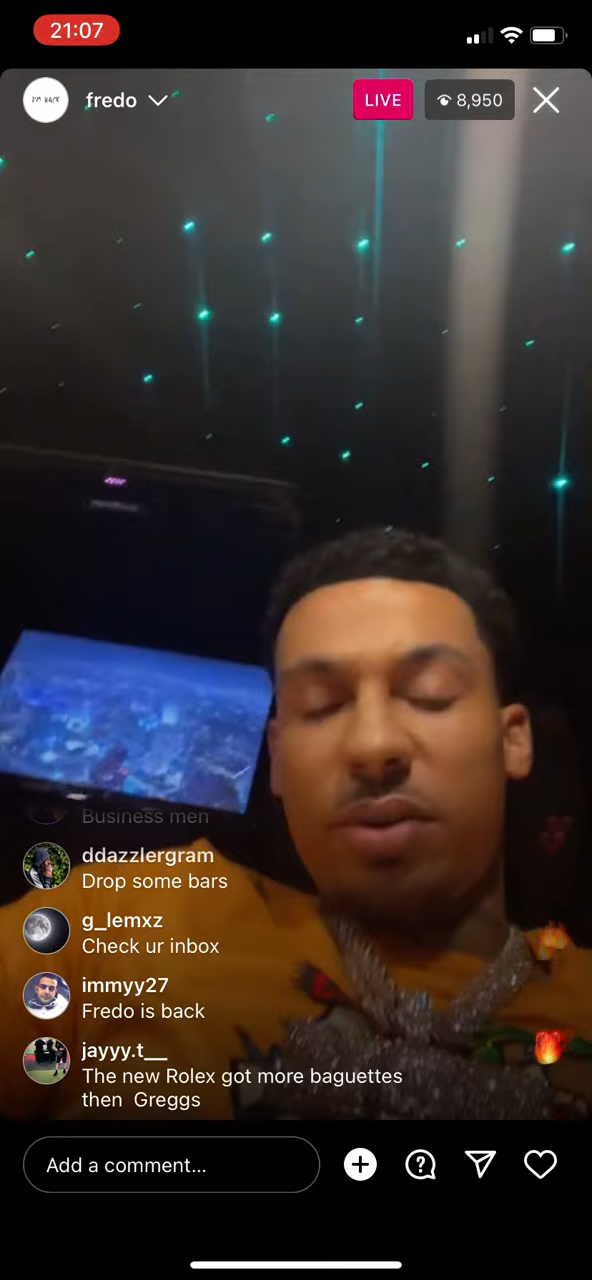 21:07
I'M BACK
fredo
LIVE
8,950
Business men
ddazzlergram
Drop some bars
g_lemxz
Check ur inbox
immyy27
Fredo is back
jayyy.t__
The new Rolex got more baguettes
then Greggs
Add a comment...